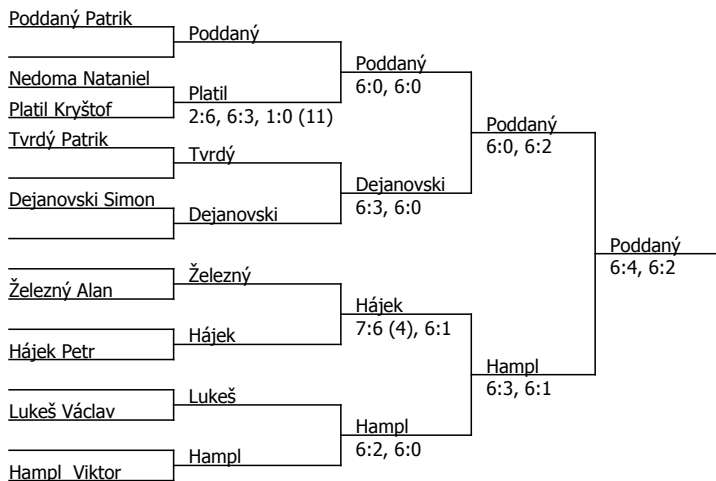 Poddaný Patrik
Nedoma Nataniel
Platil Kryštof
Tvrdý Patrik
Dejanovski Simon
Železný Alan
Hájek Petr
Lukeš Václav
Hampl  Viktor
Poddaný
Platil
2:6, 6:3, 1:0 (11)
Tvrdý
Dejanovski
Železný
Hájek
Lukeš
Hampl
Poddaný
6:0, 6:0
Dejanovski
6:3, 6:0
Hájek
7:6 (4), 6:1
Hampl
6:2, 6:0
Poddaný
6:0, 6:2
Hampl
6:3, 6:1
Poddaný
6:4, 6:2